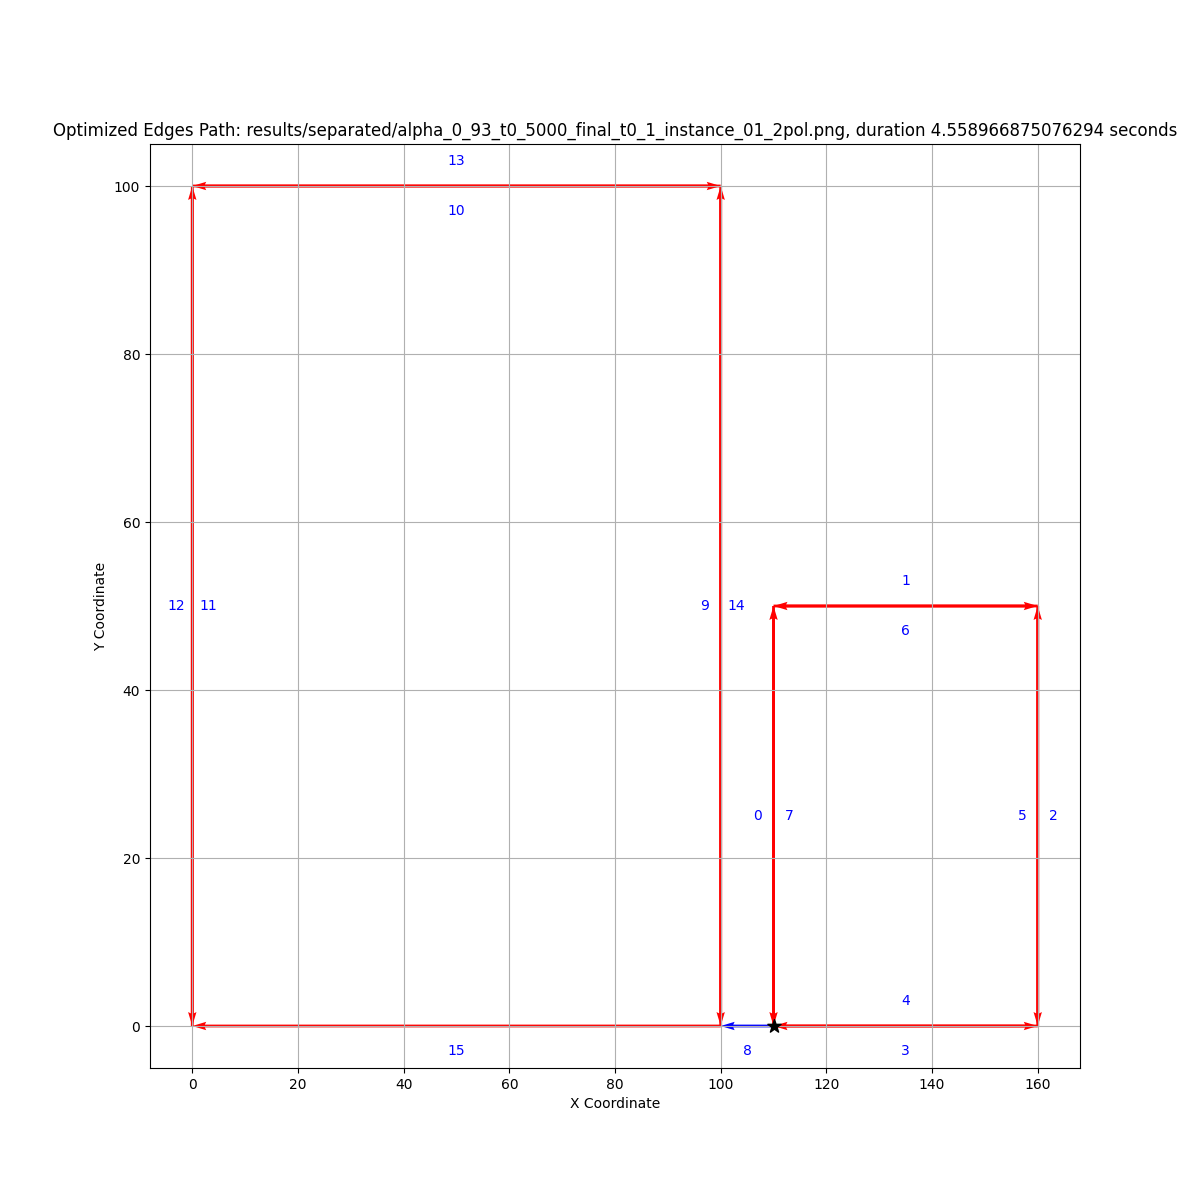 Optimized Edges Path: results/separated/alpha_0_93_t0_5000_final_t0_1_instance_01_2pol.png, duration 4.558966875076294 seconds
13
100
10
80
60
1
12 11 9 14
6
Y Coordinate
40
0 7 5 2
20
4
0
15 8 3
0 20 40 60 80 100 120 140 160
X Coordinate